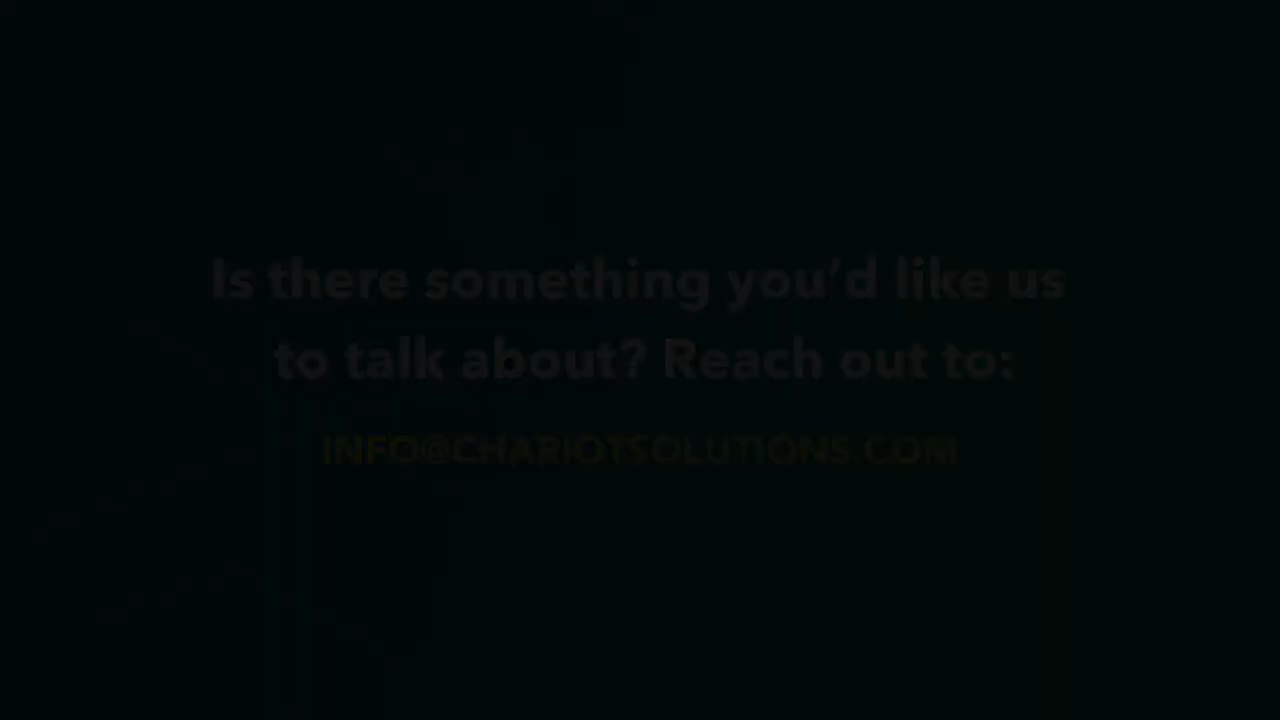 Is there something you’d like us
to talk about? Reach out to:
INFO@CHARIOTSOLUTIONS.COM